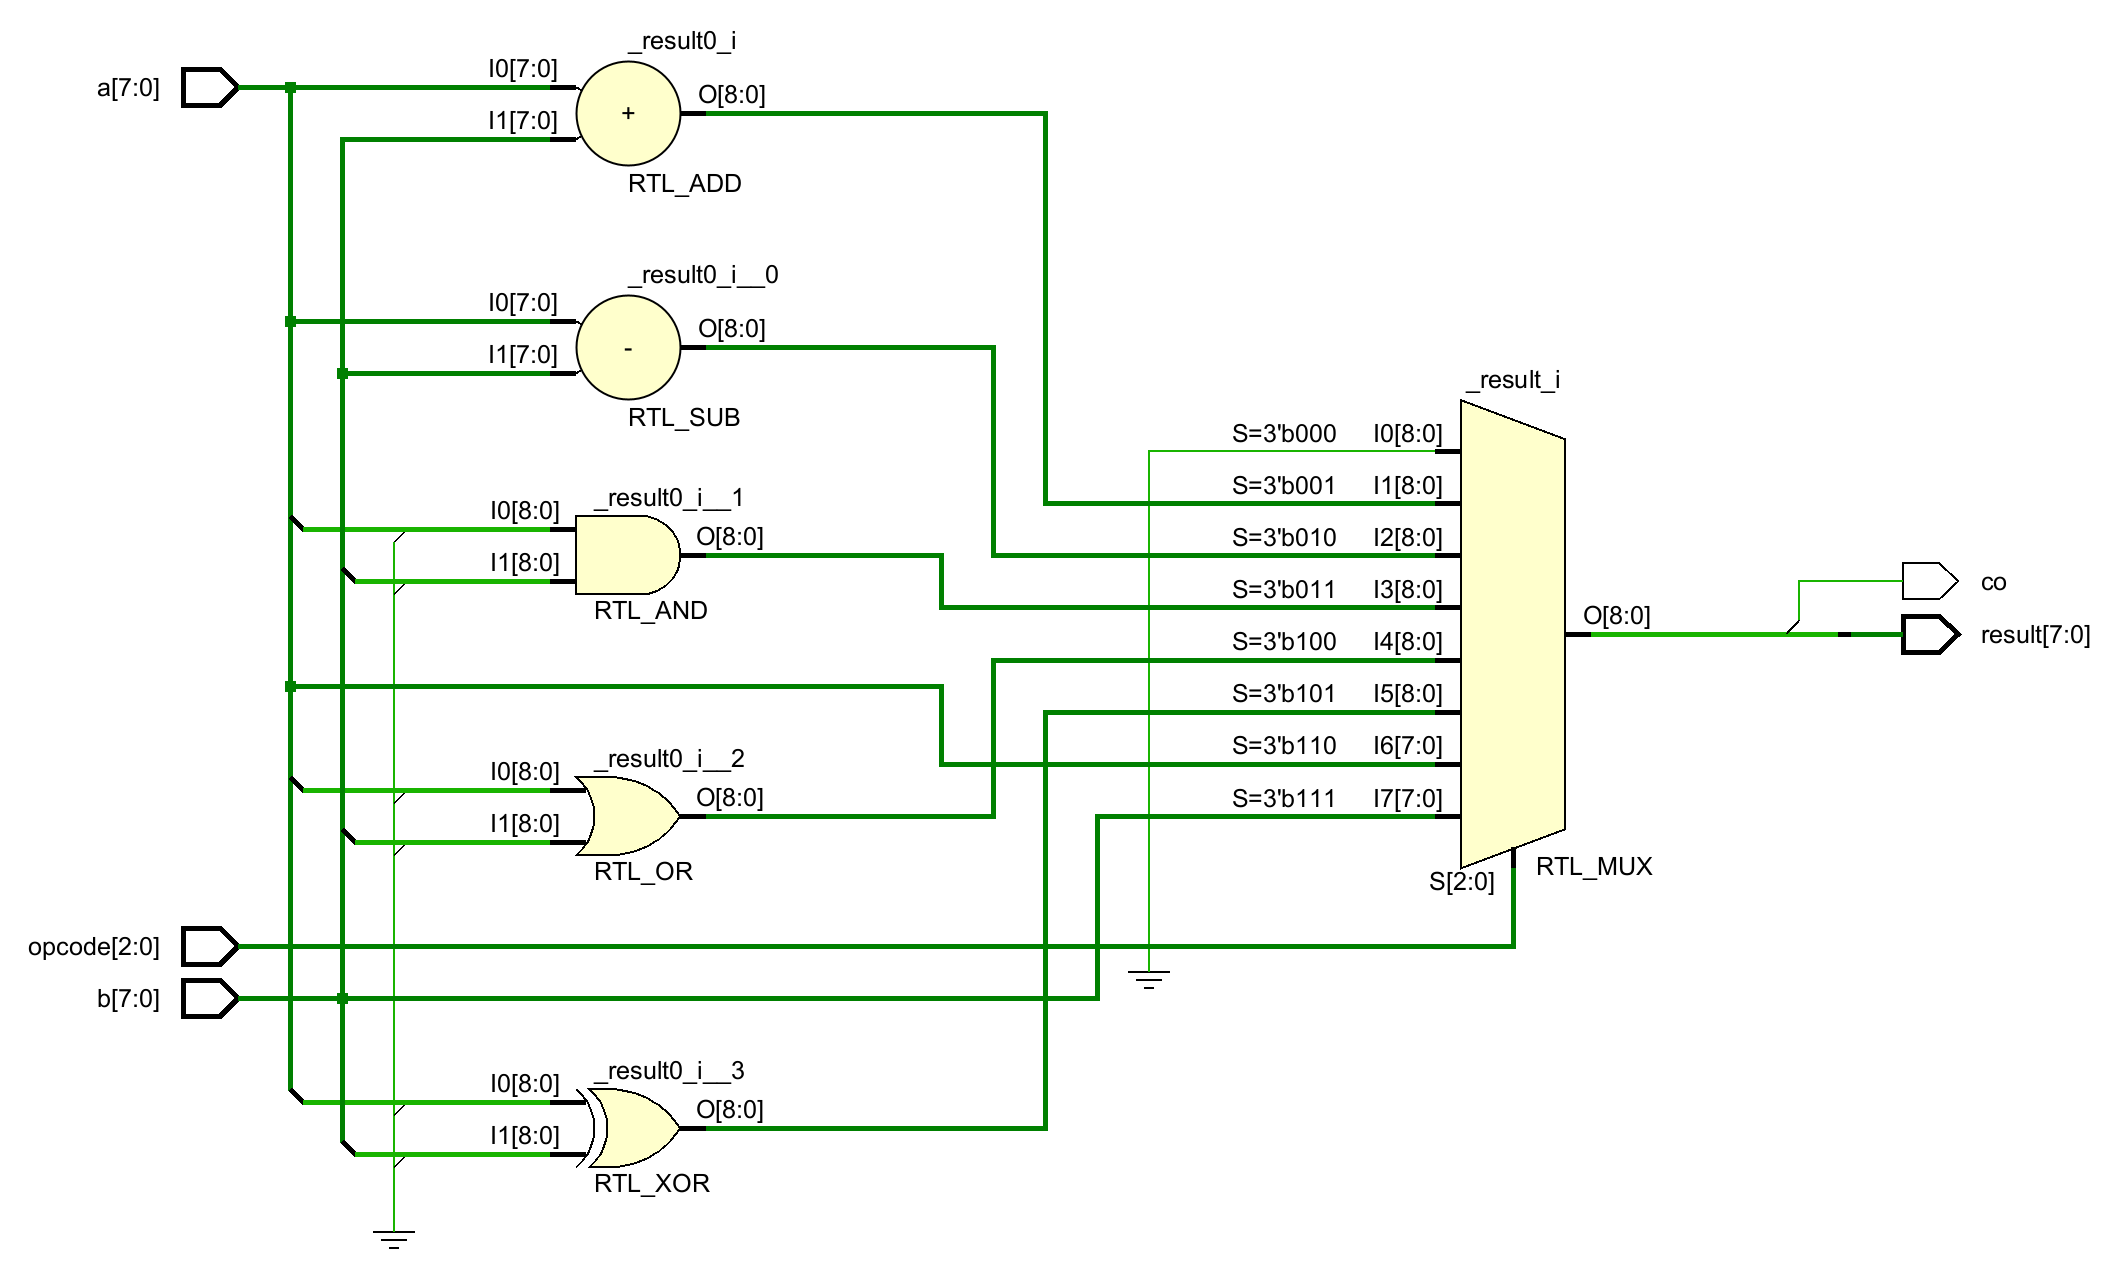 _result0_i
a[7:0]
I0[7:0]
I1[7:0]
+
O[8:0]
RTL_ADD
_result0_i__0
I0[7:0]
I1[7:0]
-
O[8:0]
RTL_SUB
_result0_i__1
I0[8:0]
I1[8:0]
O[8:0]
RTL_AND
_result0_i__2
I0[8:0]
I1[8:0]
O[8:0]
RTL_OR
opcode[2:0]
b[7:0]
_result0_i__3
I0[8:0]
I1[8:0]
O[8:0]
RTL_XOR
_result_i
S=3'b000 I0[8:0]
S=3'b001 I1[8:0]
S=3'b010 I2[8:0]
S=3'b011 I3[8:0]
S=3'b100 I4[8:0]
S=3'b101 I5[8:0]
S=3'b110 I6[7:0]
S=3'b111 I7[7:0]
S[2:0]
RTL_MUX
O[8:0]
co
result[7:0]